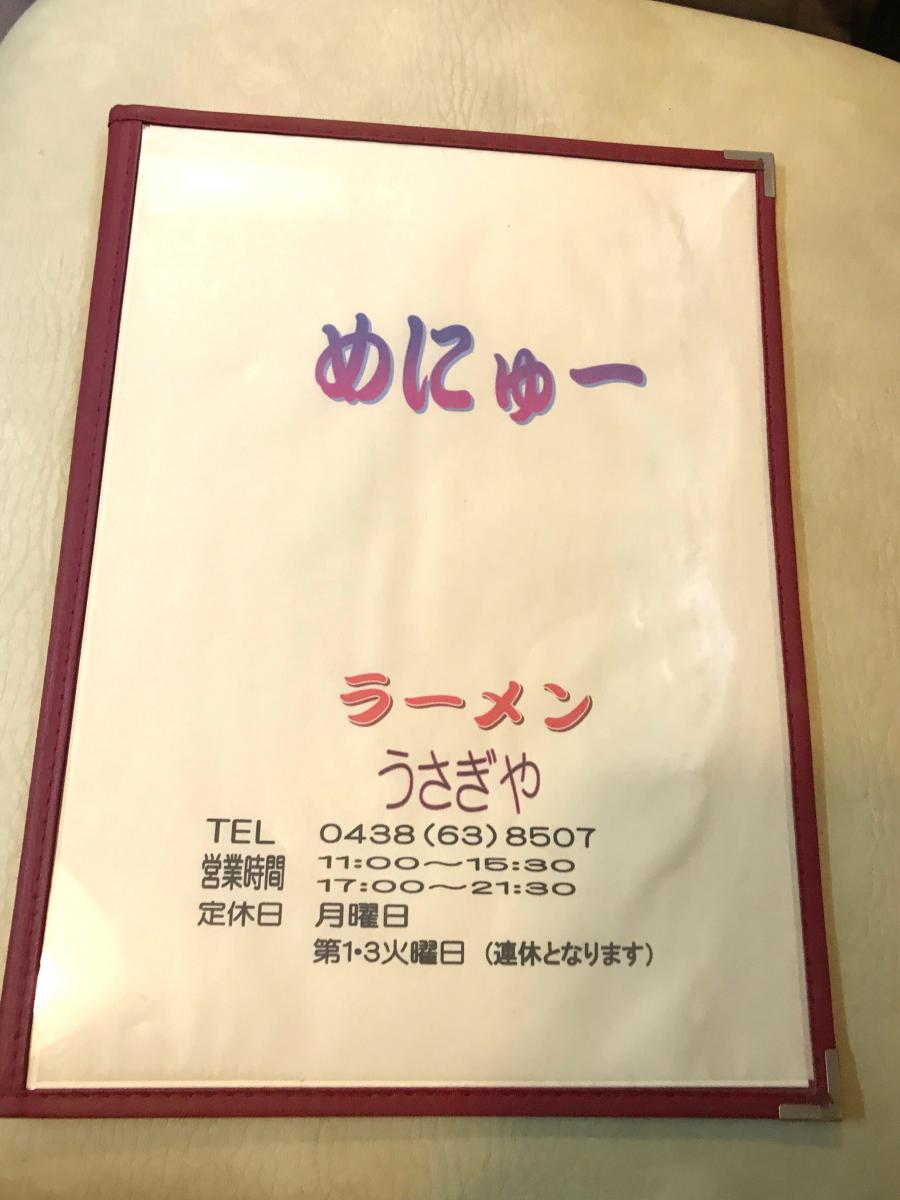 めにゅー
ラーメン
うさぎや
TEL 0438(63)8507
営業時間 11:00～15:30
17:00～21:30
定休日 月曜日
第1・3火曜日 (連休となります)